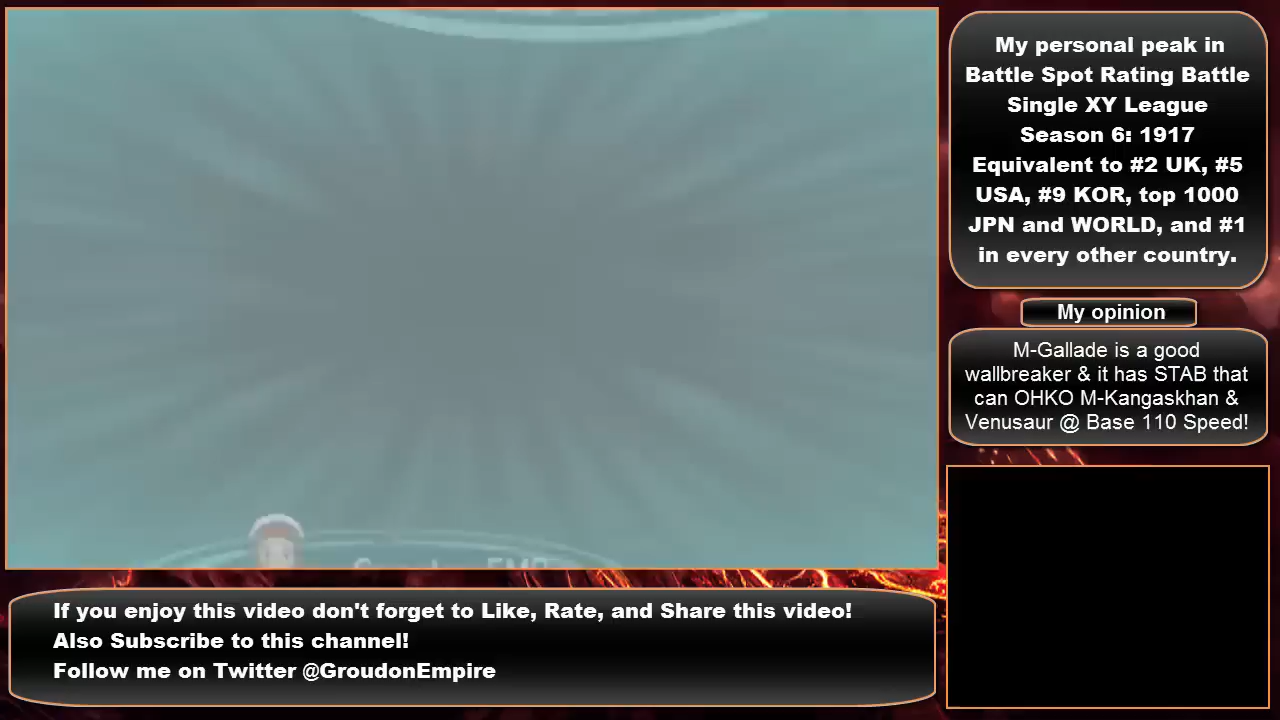 My personal peak in
Battle Spot Rating Battle
Single XY League
Season 6: 1917
Equivalent to #2 UK, #5
USA, #9 KOR, top 1000
JPN and WORLD, and #1
in every other country.
My opinion
M-Gallade is a good
wallbreaker & it has STAB that
can OHKO M-Kangaskhan &
Venusaur @ Base 110 Speed!
If you enjoy this video don't forget to Like, Rate, and Share this video!
Also Subscribe to this channel!
Follow me on Twitter @GroudonEmpire